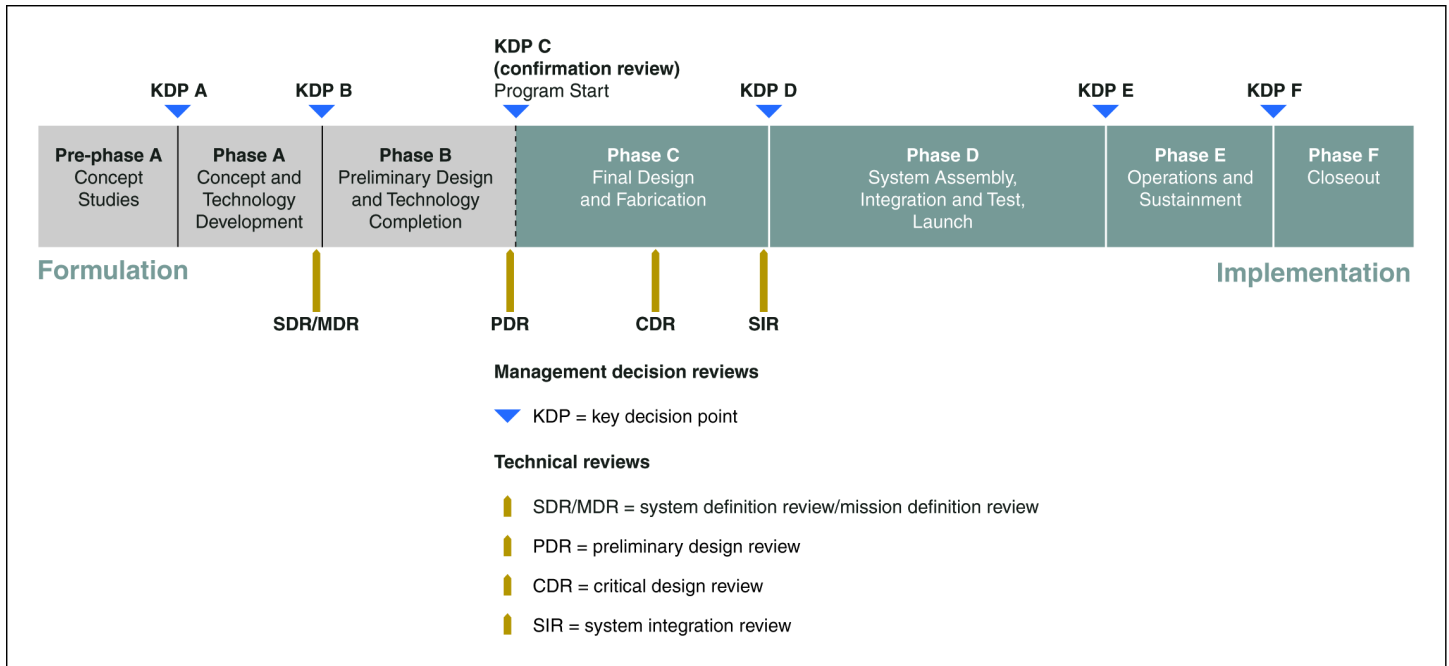 KDP C
(confirmation review)
Program Start
KDP A
KDP B
KDP D
KDP E
KDP F
Pre-phase A
Concept
Studies
Phase A
Concept and
Technology
Development
Phase B
Preliminary Design
and Technology
Completion
Phase C
Final Design
and Fabrication
Phase D
System Assembly,
Integration and Test,
Launch
Phase E
Operations and
Sustainment
Phase F
Closeout
Formulation
Implementation
SDR/MDR
PDR
CDR
SIR
Management decision reviews
KDP = key decision point
Technical reviews
SDR/MDR = system definition review/mission definition review
PDR = preliminary design review
CDR = critical design review
SIR = system integration review